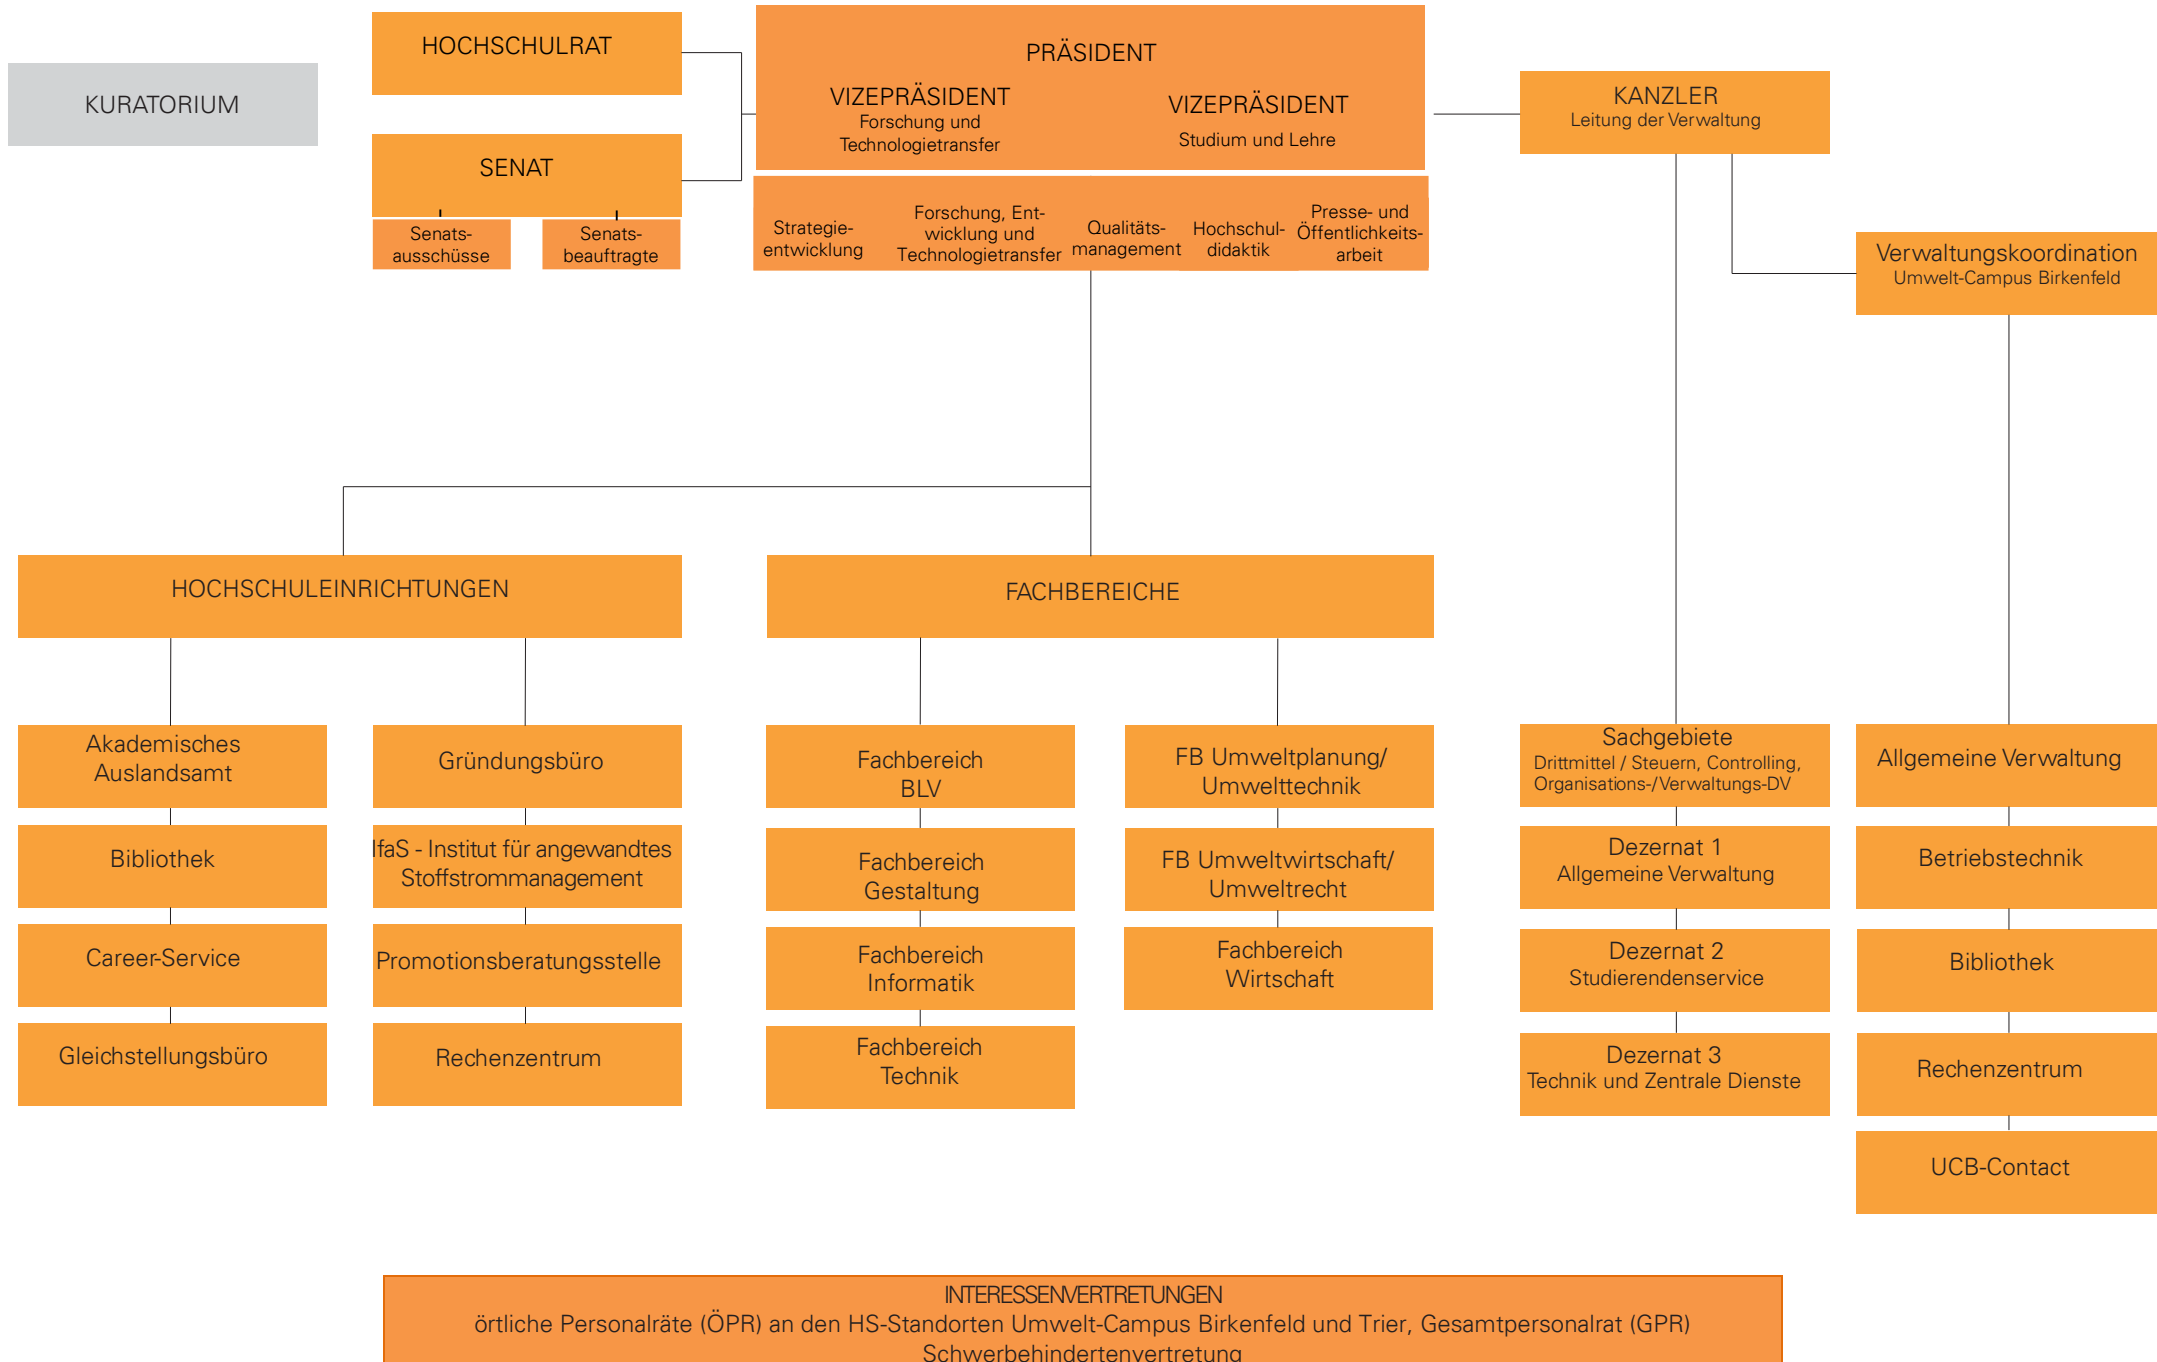 KURATORIUM
HOCHSCHULRAT
SENAT
Senats-
ausschüsse
Senats-
beauftragte
PRÄSIDENT
VIZEPRÄSIDENT
Forschung und
Technologietransfer
VIZEPRÄSIDENT
Studium und Lehre
Strategie-
entwicklung
Forschung, Ent-
wicklung und
Technologietransfer
Qualitäts-
management
Hochschul-
didaktik
Presse- und
Öffentlichkeits-
arbeit
KANZLER
Leitung der Verwaltung
Verwaltungskoordination
Umwelt-Campus Birkenfeld
HOCHSCHULEINRICHTUNGEN
Akademisches
Auslandsamt
Bibliothek
Career-Service
Gleichstellungsbüro
Gründungsbüro
IfaS - Institut für angewandtes
Stoffstrommanagement
Promotionsberatungsstelle
Rechenzentrum
FACHBEREICHE
Fachbereich
BLV
Fachbereich
Gestaltung
Fachbereich
Informatik
Fachbereich
Technik
FB Umweltplanung/
Umwelttechnik
FB Umweltwirtschaft/
Umweltrecht
Fachbereich
Wirtschaft
Sachgebiete
Drittmittel / Steuern, Controlling,
Organisations-/Verwaltungs-DV
Dezernat 1
Allgemeine Verwaltung
Dezernat 2
Studierendenservice
Dezernat 3
Technik und Zentrale Dienste
Allgemeine Verwaltung
Betriebstechnik
Bibliothek
Rechenzentrum
UCB-Contact
INTERESSENVERTRETUNGEN
örtliche Personalräte (ÖPR) an den HS-Standorten Umwelt-Campus Birkenfeld und Trier, Gesamtpersonalrat (GPR)
Schwerbehindertenvertretung